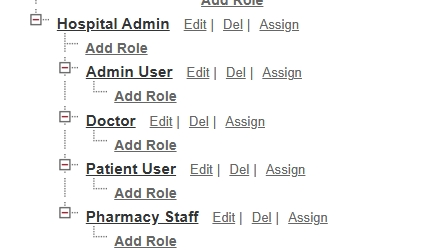 Add Role
Hospital Admin Edit | Del | Assign
Add Role
Admin User Edit | Del | Assign
Add Role
Doctor Edit | Del | Assign
Add Role
Patient User Edit | Del | Assign
Add Role
Pharmacy Staff Edit | Del | Assign
Add Role